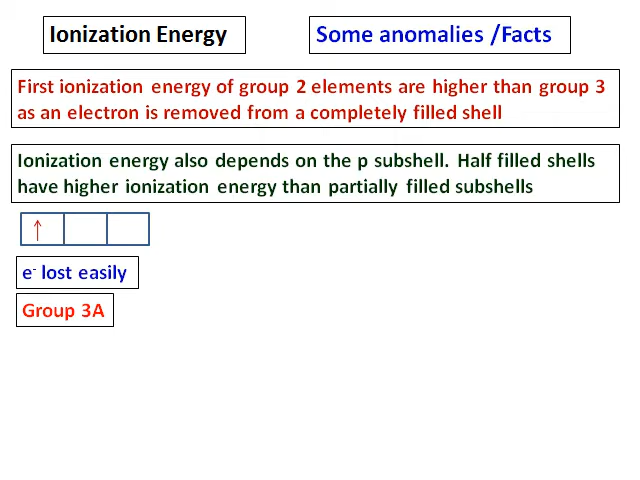 Ionization Energy
Some anomalies /Facts
First ionization energy of group 2 elements are higher than group 3
as an electron is removed from a completely filled shell
Ionization energy also depends on the p subshell. Half filled shells
have higher ionization energy than partially filled subshells
↑
e⁻ lost easily
Group 3A